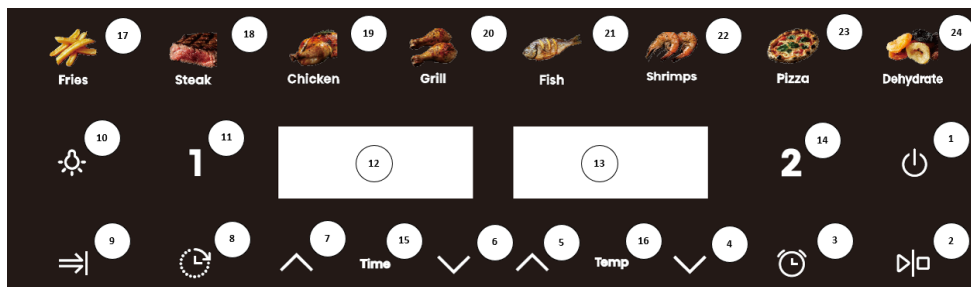 17 18 19 20 21 22 23 24
Fries Steak Chicken Grill Fish Shrimps Pizza Dehydrate
10 11 12 13 14 1
1 2
9 8 7 15 6 5 16 4 3 2
Time Temp